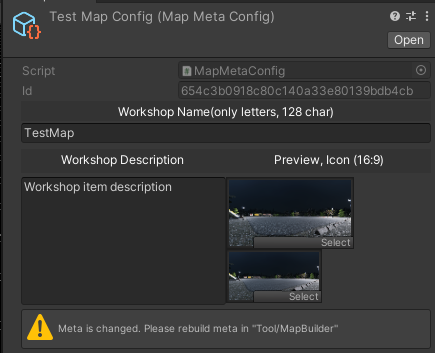 Test Map Config (Map Meta Config)
Open
Script MapMetaConfig
Id 654c3b0918c80c140a33e80139bdb4cb
Workshop Name(only letters, 128 char)
TestMap
Workshop Description Preview, Icon (16:9)
Workshop item description
Select
Select
Meta is changed. Please rebuild meta in "Tool/MapBuilder"